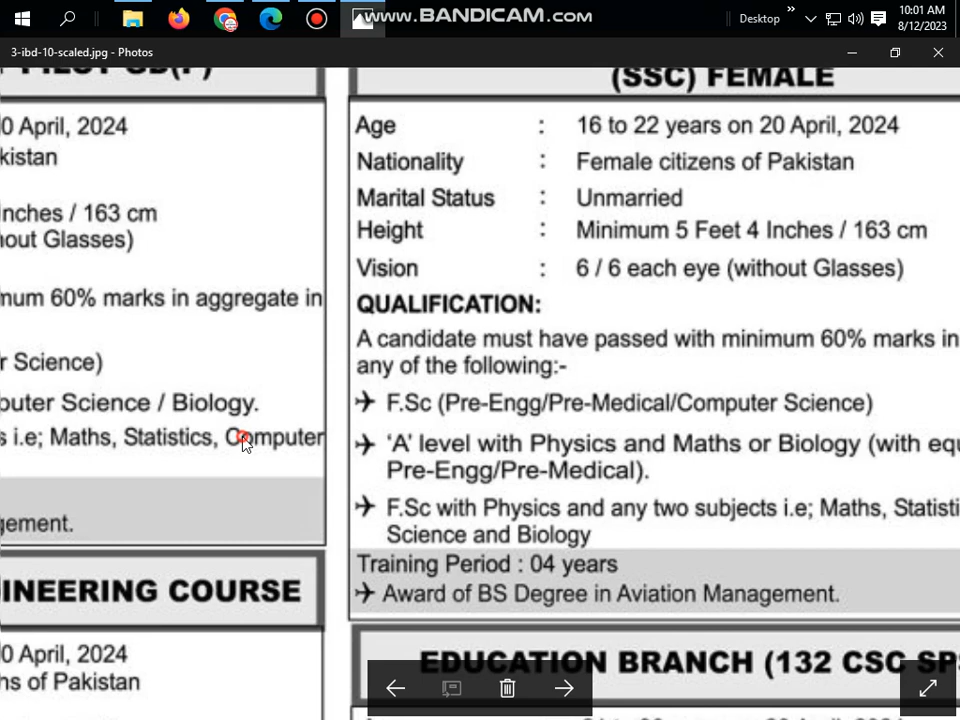 www.BANDICAM.com
Desktop
10:01 AM
8/12/2023
3-ibd-10-scaled.jpg - Photos
0 April, 2024
kistan
nches / 163 cm
out Glasses)
num 60% marks in aggregate in
r Science)
outer Science / Biology.
s i.e; Maths, Statistics, Computer
gement.
INEERING COURSE
0 April, 2024
hs of Pakistan
(SSC) FEMALE
Age : 16 to 22 years on 20 April, 2024
Nationality : Female citizens of Pakistan
Marital Status : Unmarried
Height : Minimum 5 Feet 4 Inches / 163 cm
Vision : 6 / 6 each eye (without Glasses)
QUALIFICATION:
A candidate must have passed with minimum 60% marks in
any of the following:-
F.Sc (Pre-Engg/Pre-Medical/Computer Science)
'A' level with Physics and Maths or Biology (with equ
Pre-Engg/Pre-Medical).
F.Sc with Physics and any two subjects i.e; Maths, Statisti
Science and Biology
Training Period : 04 years
Award of BS Degree in Aviation Management.
EDUCATION BRANCH (132 CSC SPS